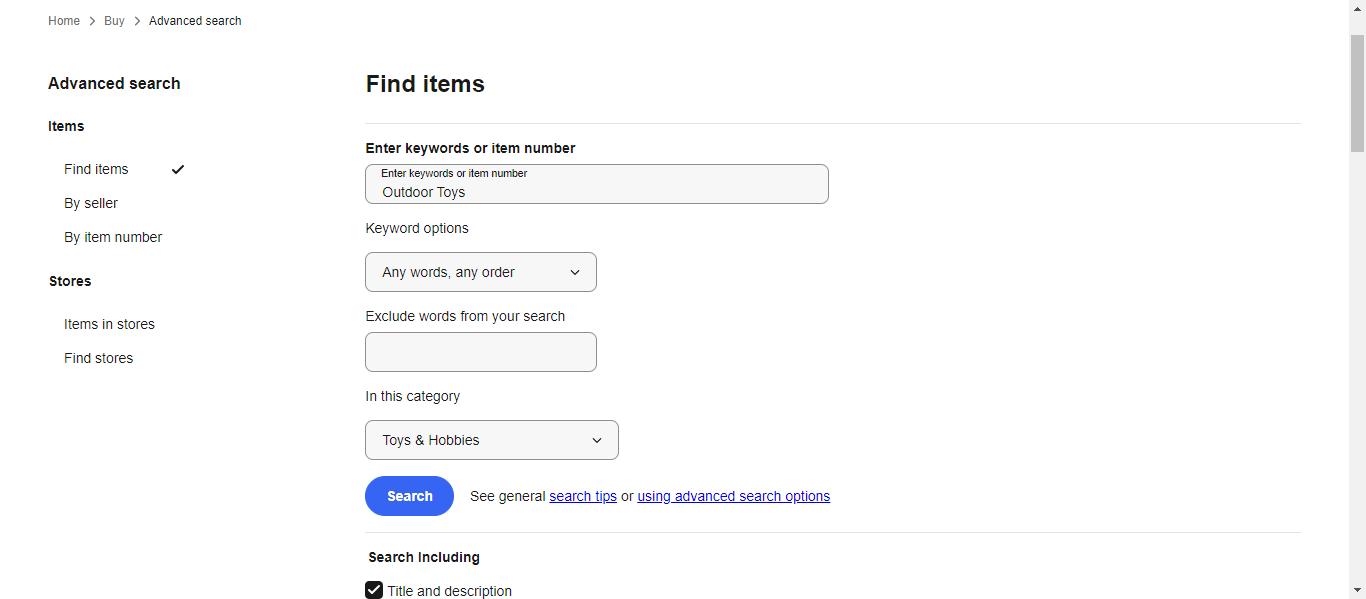 Home > Buy > Advanced search
Advanced search
Items
Find items
By seller
By item number
Stores
Items in stores
Find stores
Find items
Enter keywords or item number
Enter keywords or item number
Outdoor Toys
Keyword options
Any words, any order
Exclude words from your search
In this category
Toys & Hobbies
Search
See general search tips or using advanced search options
Search Including
Title and description